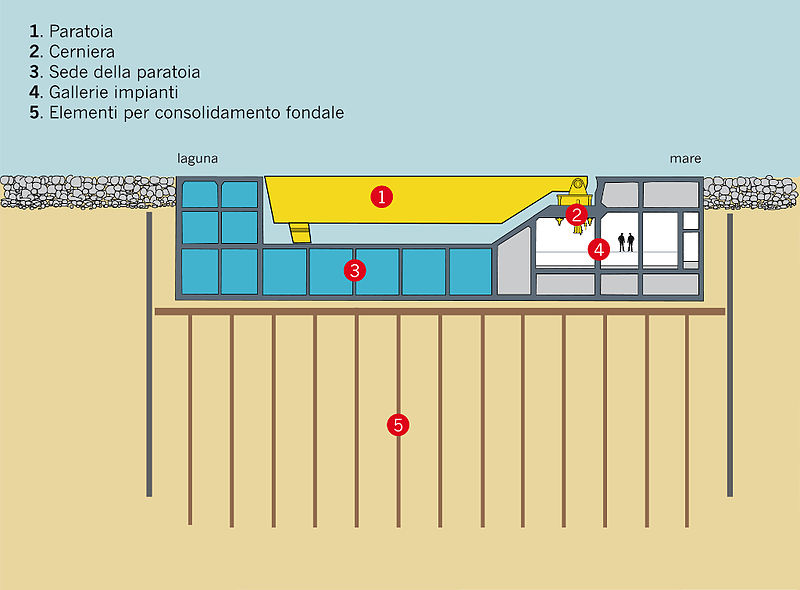 1. Paratoia
2. Cerniera
3. Sede della paratoia
4. Gallerie impianti
5. Elementi per consolidamento fondale
laguna mare
1
2
4
3
5